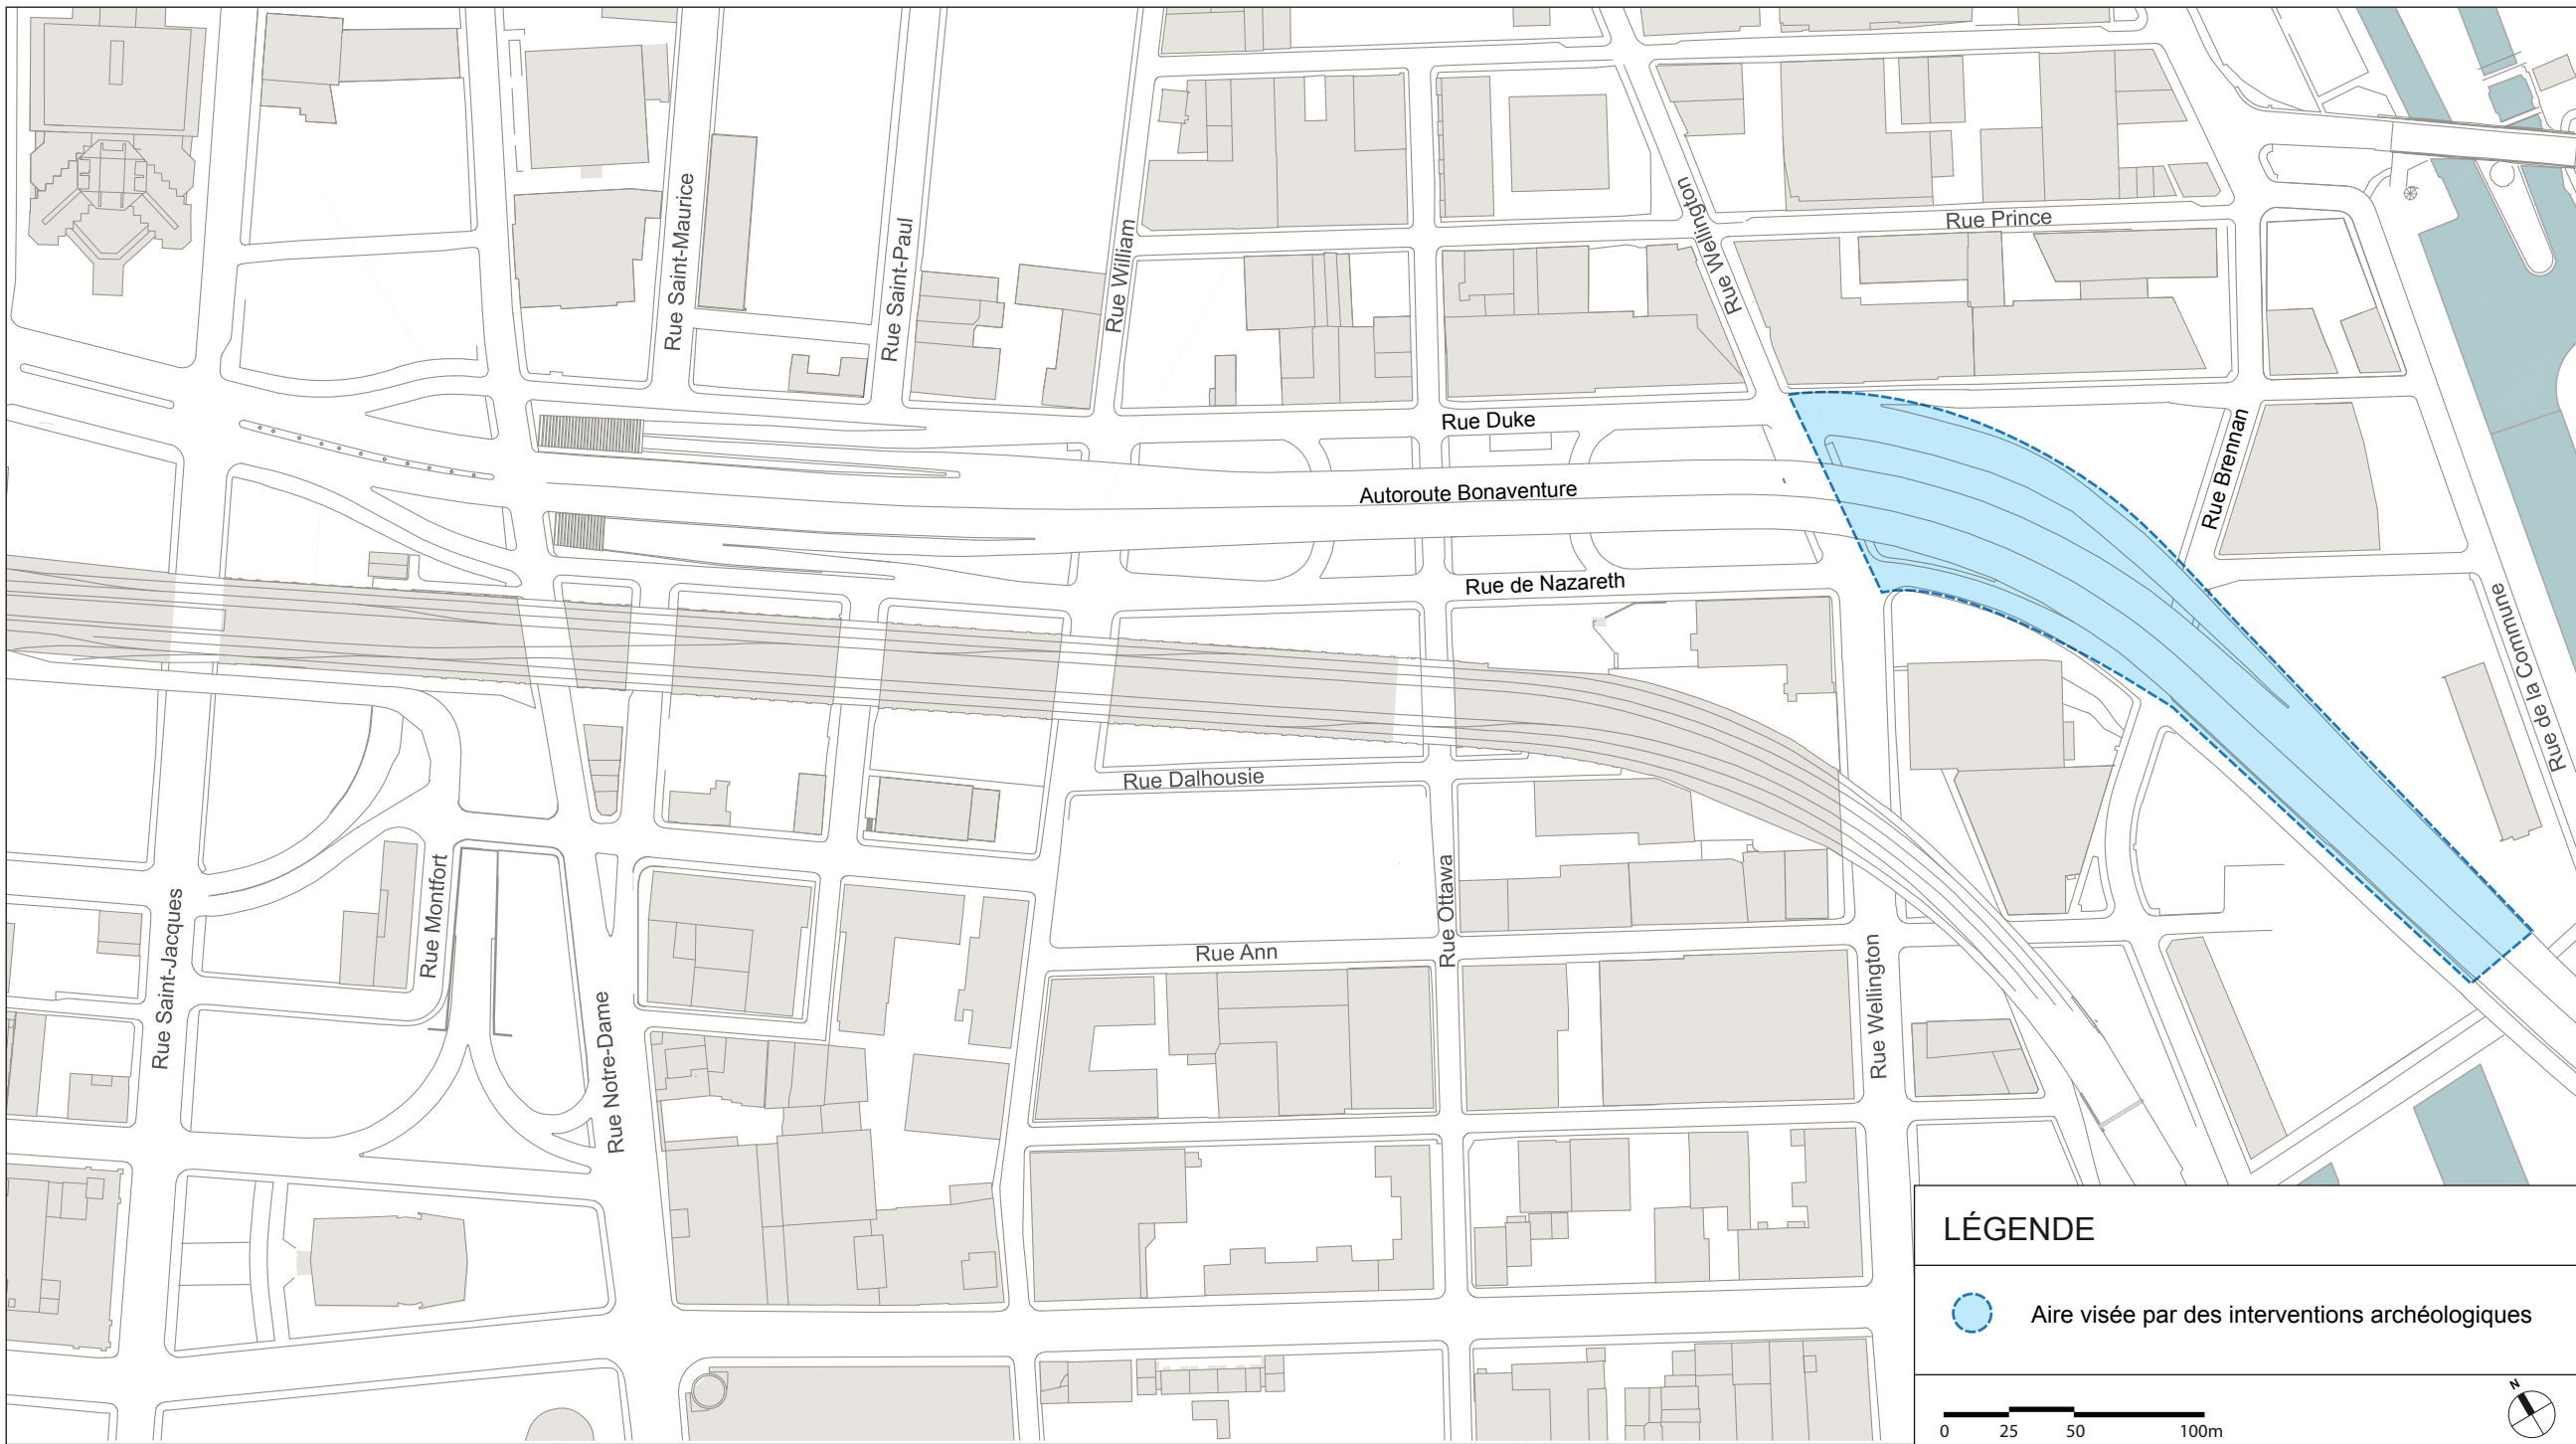 Rue Saint-Maurice
Rue Saint-Paul
Rue William
Rue Wellington
Rue Prince
Rue Duke
Rue Brennan
Autoroute Bonaventure
Rue de Nazareth
Rue de la Commune
Rue Dalhousie
Rue Saint-Jacques
Rue Montfort
Rue Notre-Dame
Rue Ottawa
Rue Ann
Rue Wellington
LÉGENDE
Aire visée par des interventions archéologiques
N
0 25 50 100m